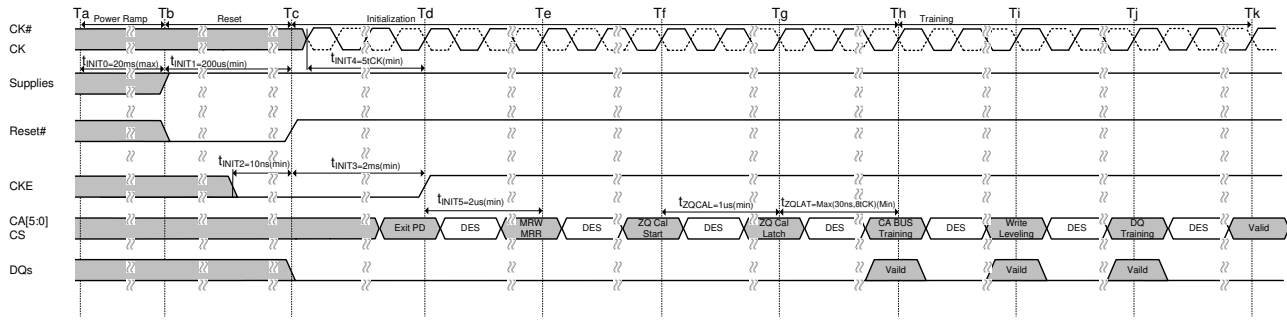 Ta Tb Tc Td Te Tf Tg Th Ti Tj Tk
Power Ramp Reset Initialization Training
CK#
CK
tINIT4=5tCK(min)
tINIT0=20ms(max) tINIT1=200us(min)
Supplies
Reset#
tINIT2=10ns(min) tINIT3=2ms(min)
CKE
tINIT5=2us(min) tZQCAL=1us(min) tZQLAT=Max(30ns,8tCK)(Min)
CA[5:0]
CS
Exit PD DES MRW DES ZQ Cal DES ZQ Cal DES CA BUS DES Write DES DQ DES Valid
MRR Start Latch Training Leveling Training
DQs
Vaild Vaild Vaild